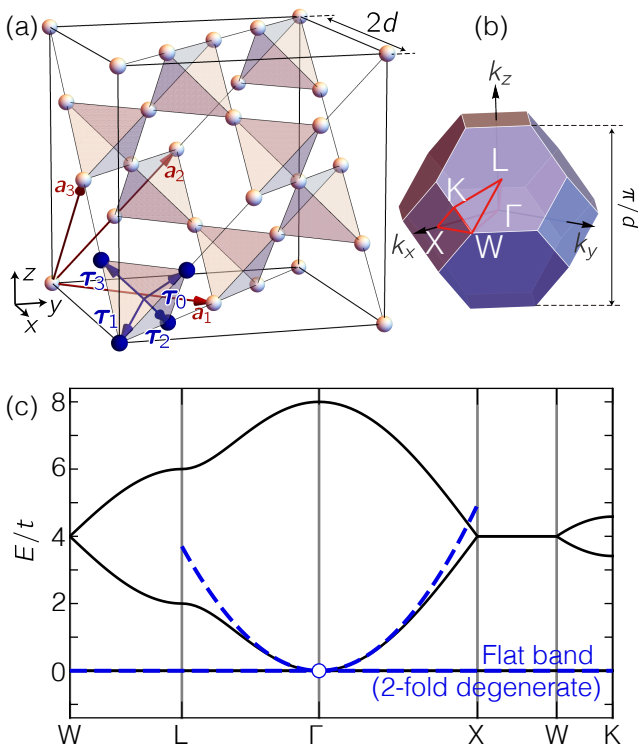 (a)
2d
(b)
k_z
a_3
a_2
L
K
Γ
X
W
k_x
k_y
π/d
z
y
x
τ_3
τ_0
τ_1
τ_2
a_1
(c)
E/t
8
6
4
2
0
Flat band
(2-fold degenerate)
W L Γ X W K